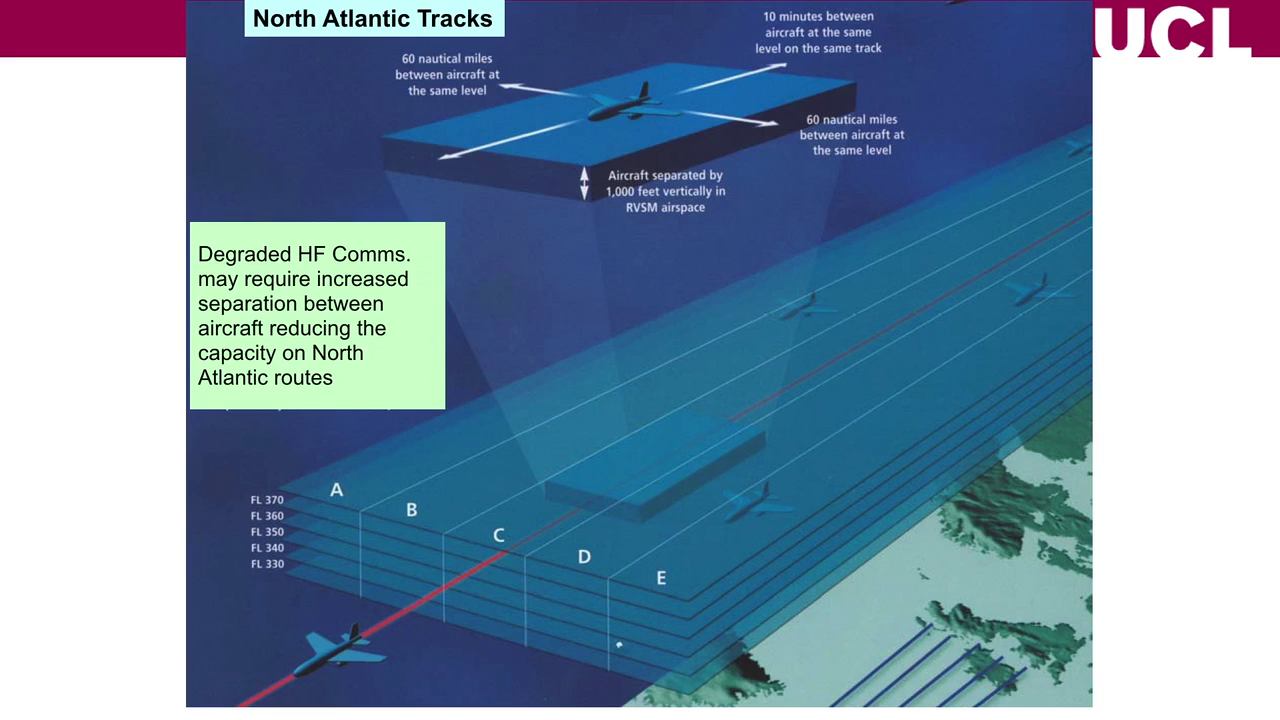 North Atlantic Tracks
UCL
10 minutes between
aircraft at the same
level on the same track
60 nautical miles
between aircraft at
the same level
60 nautical miles
between aircraft at
the same level
Aircraft separated by
1,000 feet vertically in
RVSM airspace
Degraded HF Comms.
may require increased
separation between
aircraft reducing the
capacity on North
Atlantic routes
A
B
C
D
E
FL 370
FL 360
FL 350
FL 340
FL 330